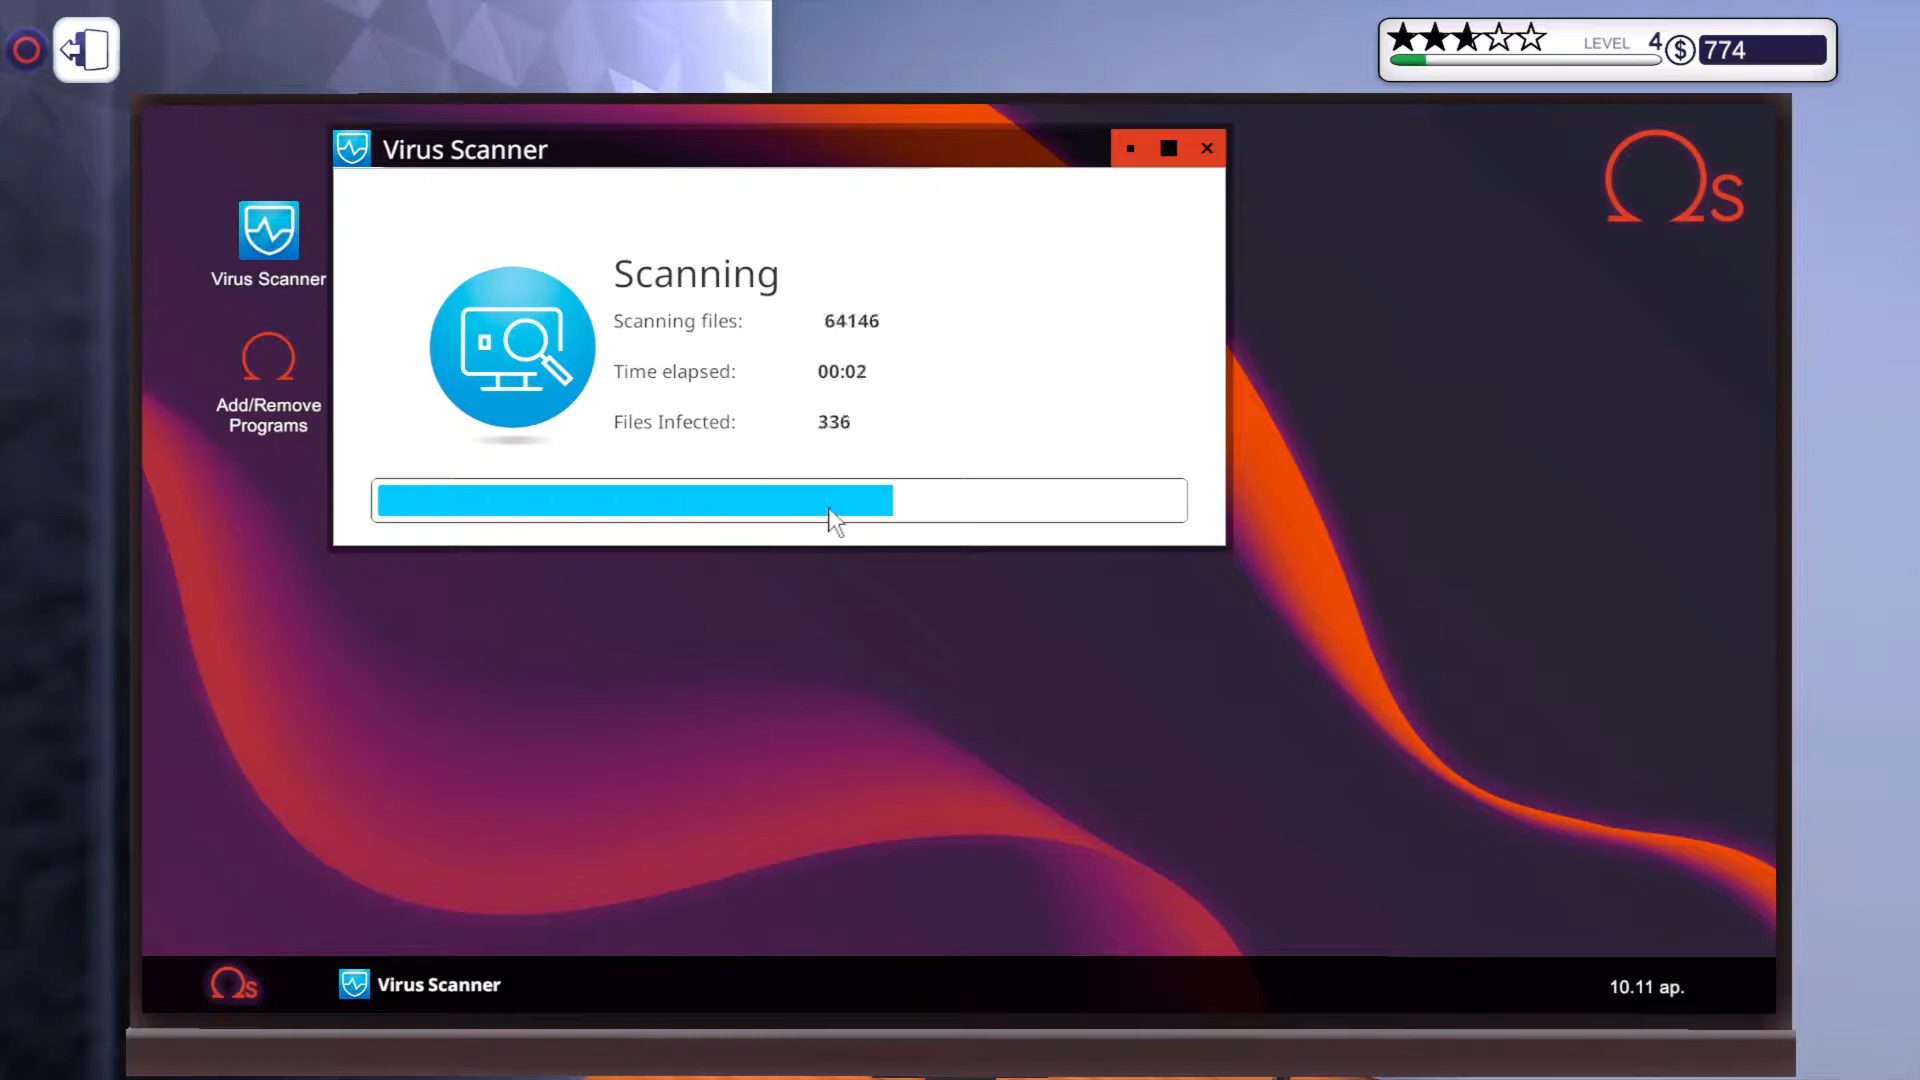 LEVEL 4
774
Virus Scanner
Ωs
Virus Scanner
Scanning
Scanning files: 64146
Time elapsed: 00:02
Files Infected: 336
Add/Remove
Programs
Ωs
Virus Scanner
10.11 ap.